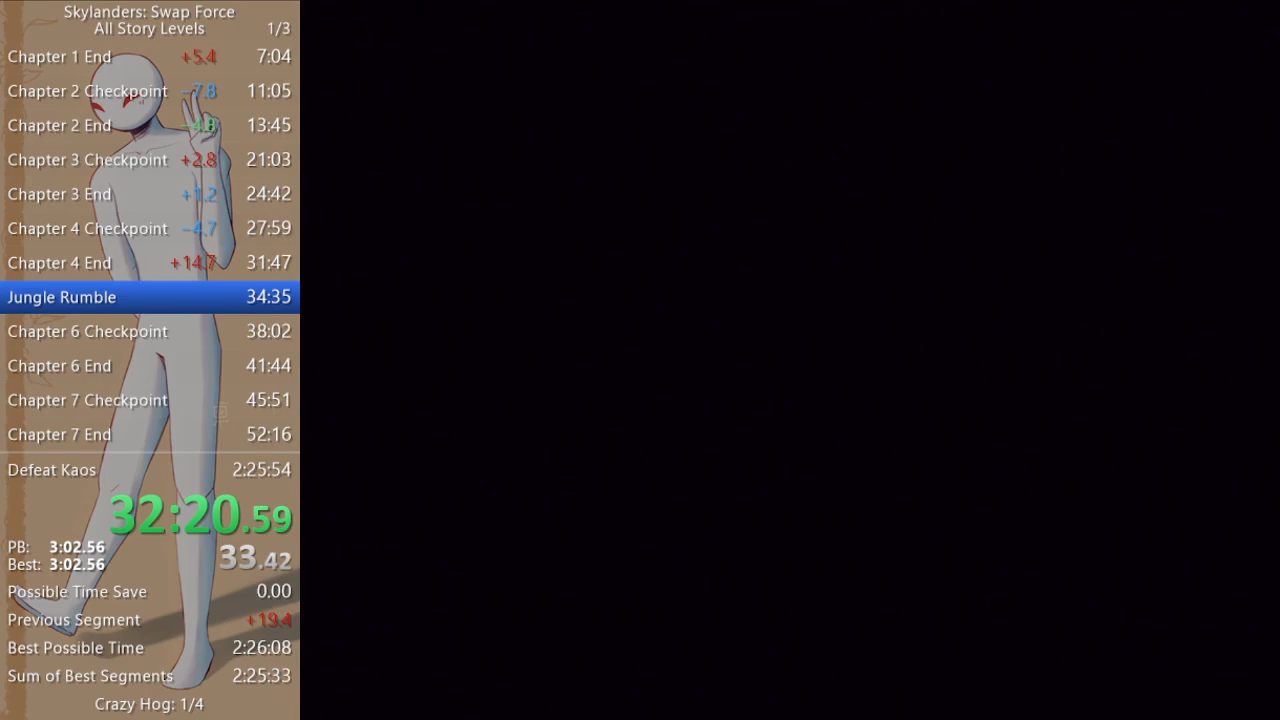 Skylanders: Swap Force
All Story Levels 1/3
Chapter 1 End +5.4 7:04
Chapter 2 Checkpoint -7.8 11:05
Chapter 2 End -4.8 13:45
Chapter 3 Checkpoint +2.8 21:03
Chapter 3 End +1.2 24:42
Chapter 4 Checkpoint -4.7 27:59
Chapter 4 End +14.7 31:47
Jungle Rumble 34:35
Chapter 6 Checkpoint 38:02
Chapter 6 End 41:44
Chapter 7 Checkpoint 45:51
Chapter 7 End 52:16
Defeat Kaos 2:25:54
32:20.59
PB: 3:02.56
Best: 3:02.56 33.42
Possible Time Save 0.00
Previous Segment +19.4
Best Possible Time 2:26:08
Sum of Best Segments 2:25:33
Crazy Hog: 1/4